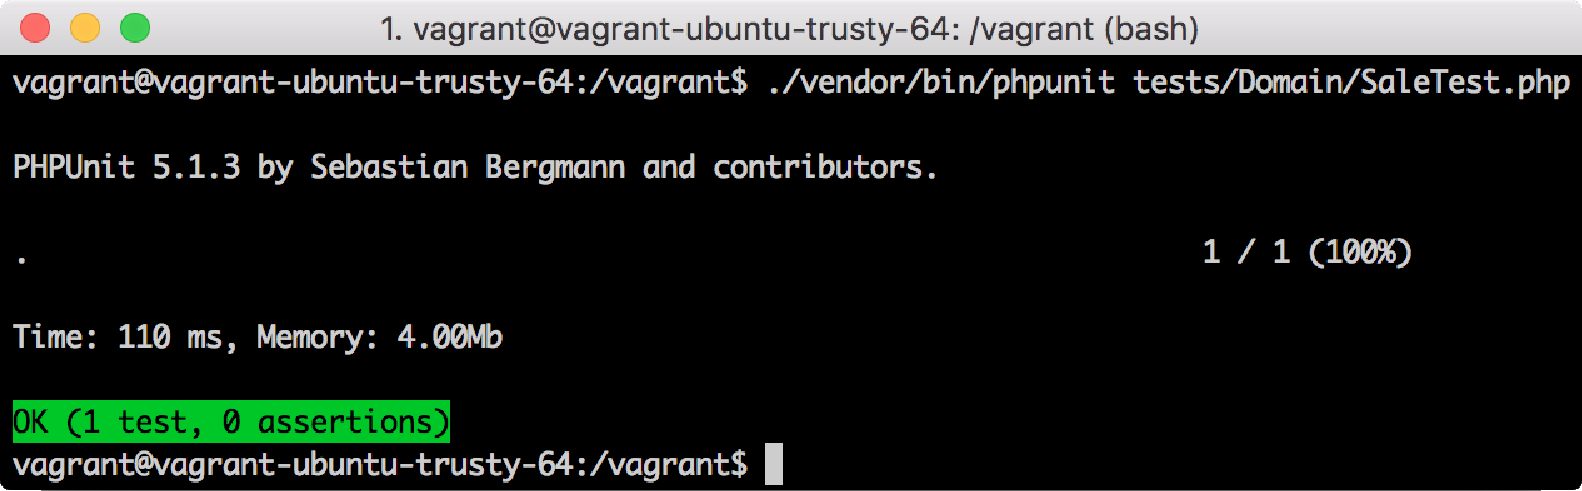 1. vagrant@vagrant-ubuntu-trusty-64: /vagrant (bash)
vagrant@vagrant-ubuntu-trusty-64:/vagrant$ ./vendor/bin/phpunit tests/Domain/SaleTest.php
PHPUnit 5.1.3 by Sebastian Bergmann and contributors.
. 1 / 1 (100%)
Time: 110 ms, Memory: 4.00Mb
OK (1 test, 0 assertions)
vagrant@vagrant-ubuntu-trusty-64:/vagrant$